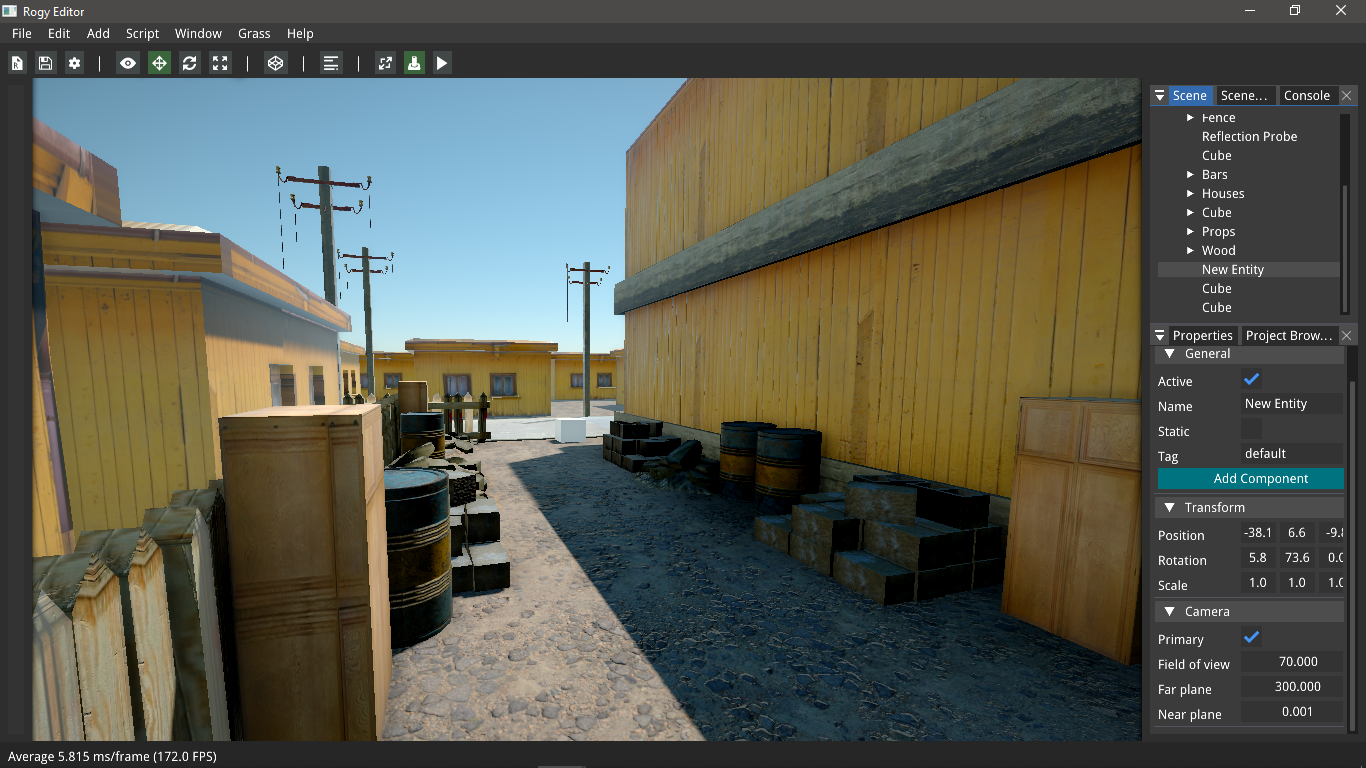 Rogy Editor
File Edit Add Script Window Grass Help
Scene Scene... Console
Fence
Reflection Probe
Cube
Bars
Houses
Cube
Props
Wood
New Entity
Cube
Cube
Properties Project Brow...
General
Active
Name New Entity
Static
Tag default
Add Component
Transform
Position -38.1 6.6
Rotation 5.8 73.6 0.0
Scale 1.0 1.0 1.0
Camera
Primary
Field of view 70.000
Far plane 300.000
Near plane 0.001
Average 5.815 ms/frame (172.0 FPS)